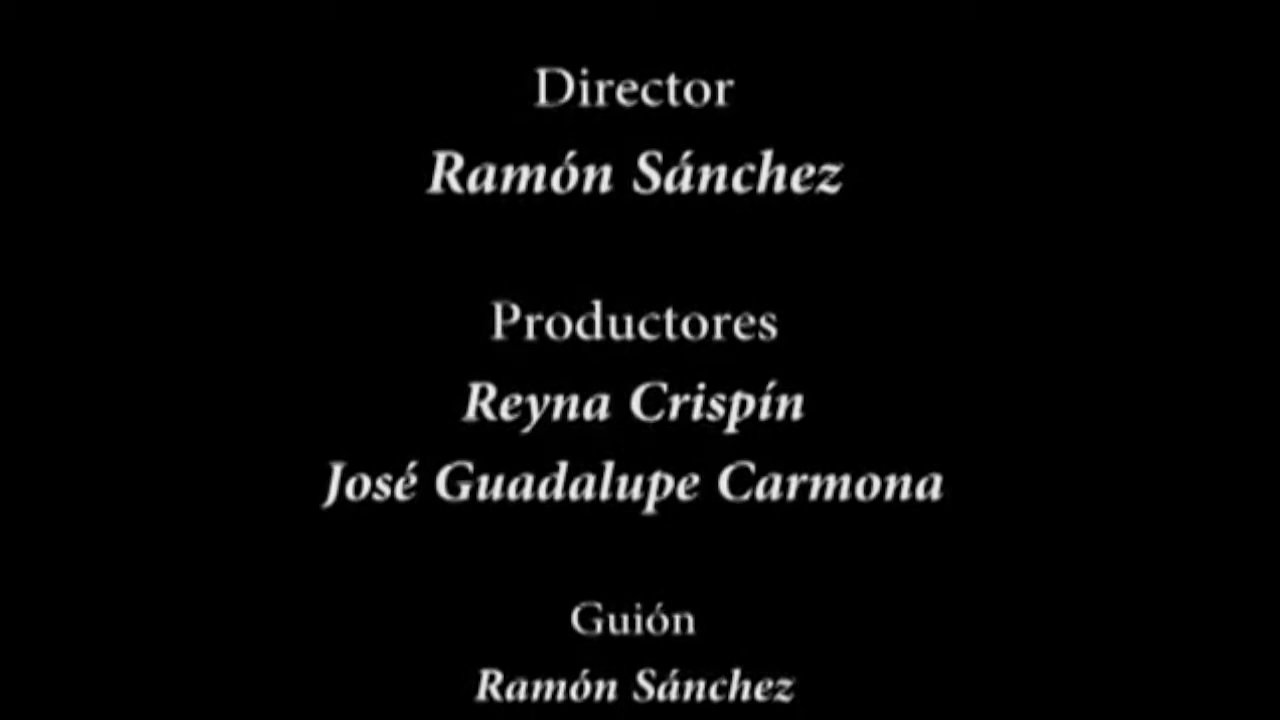 Director
Ramón Sánchez
Productores
Reyna Crispín
José Guadalupe Carmona
Guión
Ramón Sánchez